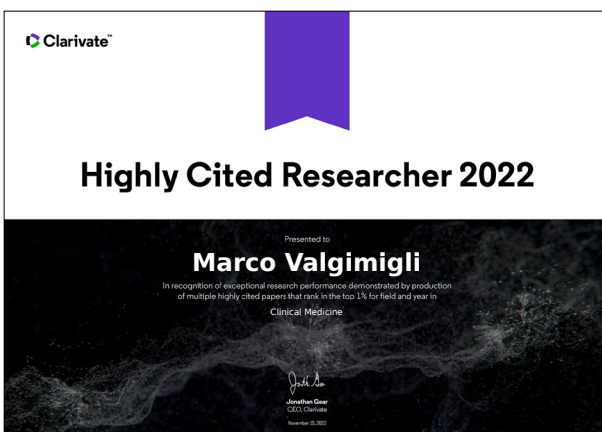 Clarivate™
Highly Cited Researcher 2022
Presented to
Marco Valgimigli
In recognition of exceptional research performance demonstrated by production
of multiple highly cited papers that rank in the top 1% for field and year in
Clinical Medicine
Jonathan Gear
CEO, Clarivate
November 15, 2022